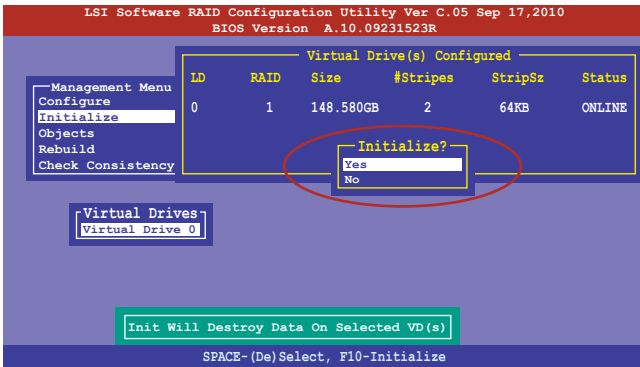 LSI Software RAID Configuration Utility Ver C.05 Sep 17,2010
BIOS Version A.10.09231523R
Virtual Drive(s) Configured
LD RAID Size #Stripes StripSz Status
0 1 148.580GB 2 64KB ONLINE
Management Menu
Configure
Initialize
Objects
Rebuild
Check Consistency
Initialize?
Yes
No
Virtual Drives
Virtual Drive 0
Init Will Destroy Data On Selected VD(s)
SPACE-(De)Select, F10-Initialize